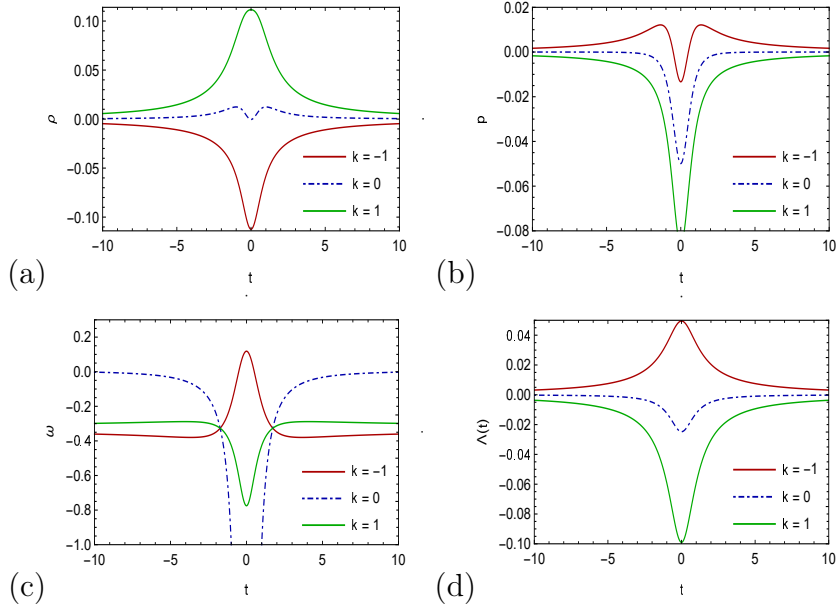 0.10
0.05
0.00
−0.05
−0.10
ρ
k = −1
k = 0
k = 1
−10
−5
0
5
10
t
(a)
0.00
−0.02
−0.04
−0.06
−0.08
p
k = −1
k = 0
k = 1
−10
−5
0
5
10
t
(b)
0.2
0.0
−0.2
−0.4
−0.6
−0.8
−1.0
ω
k = −1
k = 0
k = 1
−10
−5
0
5
10
t
(c)
0.04
0.02
0.00
−0.02
−0.04
−0.06
−0.08
−0.10
Λ(t)
k = −1
k = 0
k = 1
−10
−5
0
5
10
t
(d)